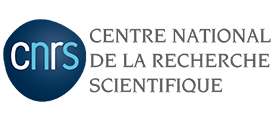 cnrs
CENTRE NATIONAL
DE LA RECHERCHE
SCIENTIFIQUE